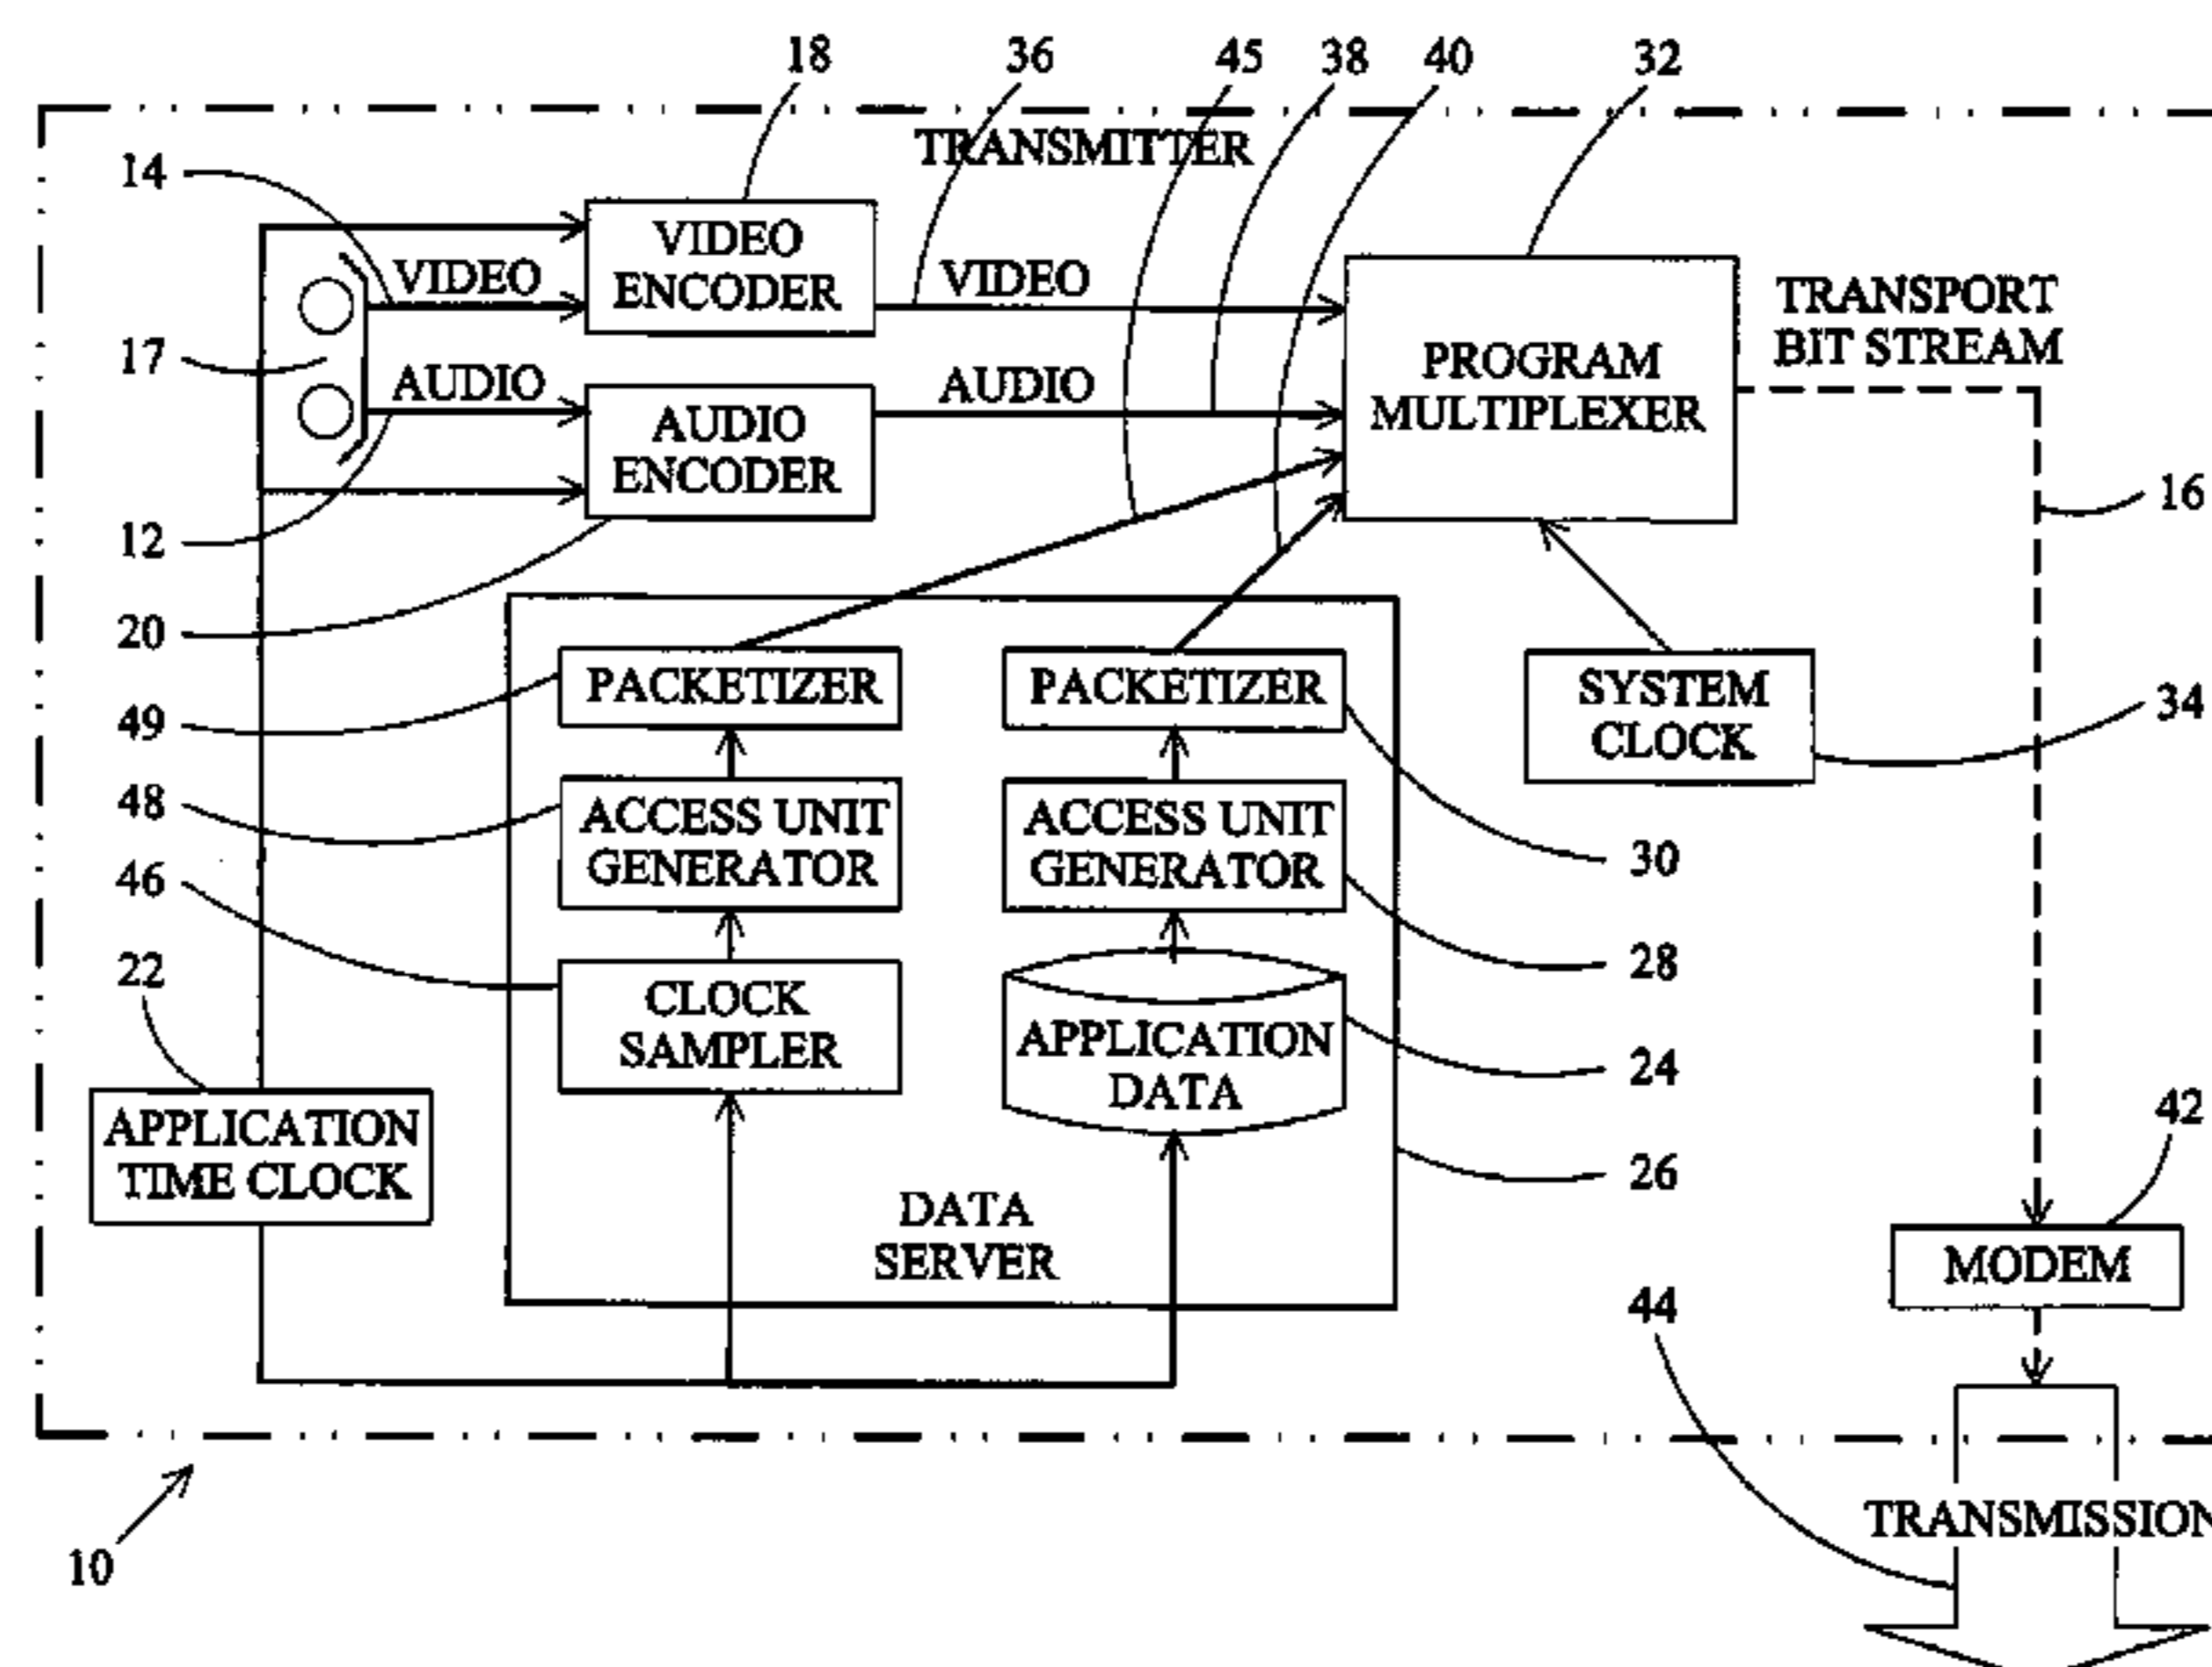 18 36 45 38 40 32
TRANSMITTER
14
VIDEO
ENCODER
VIDEO
VIDEO
TRANSPORT
BIT STREAM
17
AUDIO
AUDIO
PROGRAM
MULTIPLEXER
AUDIO
ENCODER
16
12
20
PACKETIZER
PACKETIZER
SYSTEM
CLOCK
34
49
48
ACCESS UNIT
GENERATOR
ACCESS UNIT
GENERATOR
30
46
28
22
CLOCK
SAMPLER
APPLICATION
DATA
24
42
APPLICATION
TIME CLOCK
26
DATA
SERVER
MODEM
44
TRANSMISSION
10